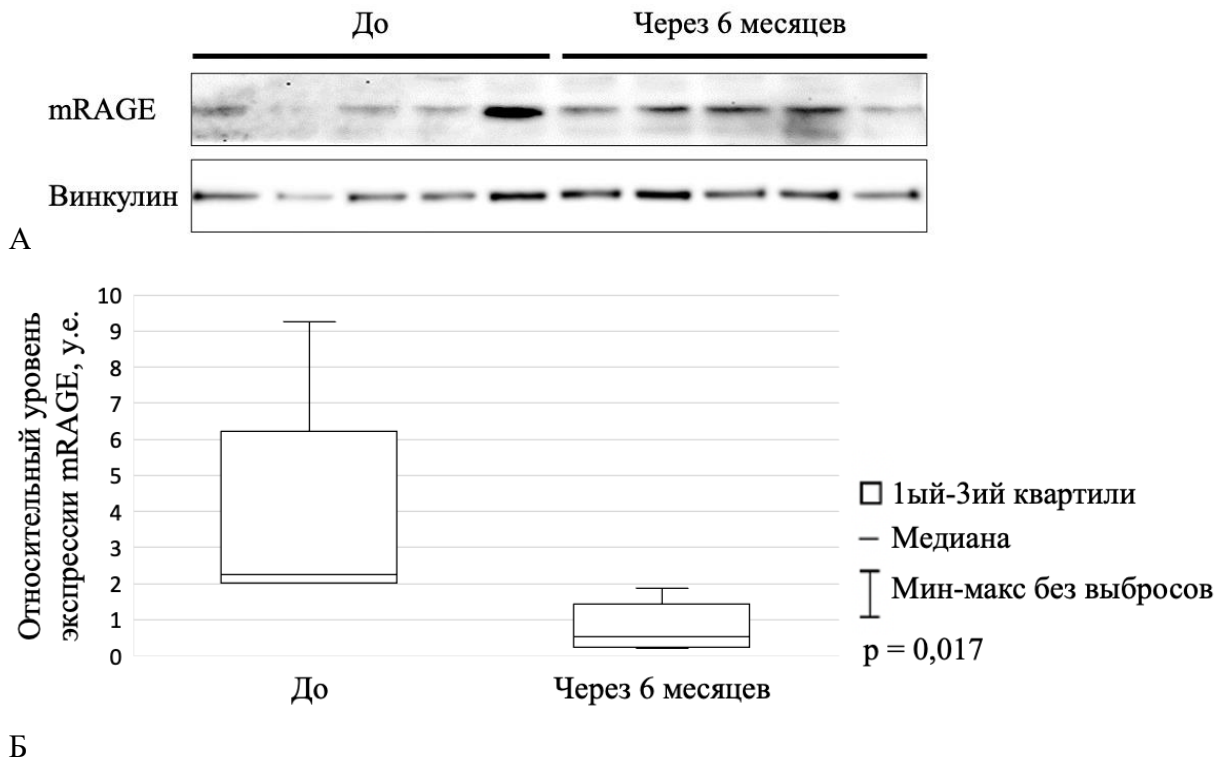 До
Через 6 месяцев
mRAGE
Винкулин
А
Относительный уровень
экспрессии mRAGE, у.е.
10
9
8
7
6
5
4
3
2
1
0
До
Через 6 месяцев
1ый-3ий квартили
Медиана
Мин-макс без выбросов
p = 0,017
Б